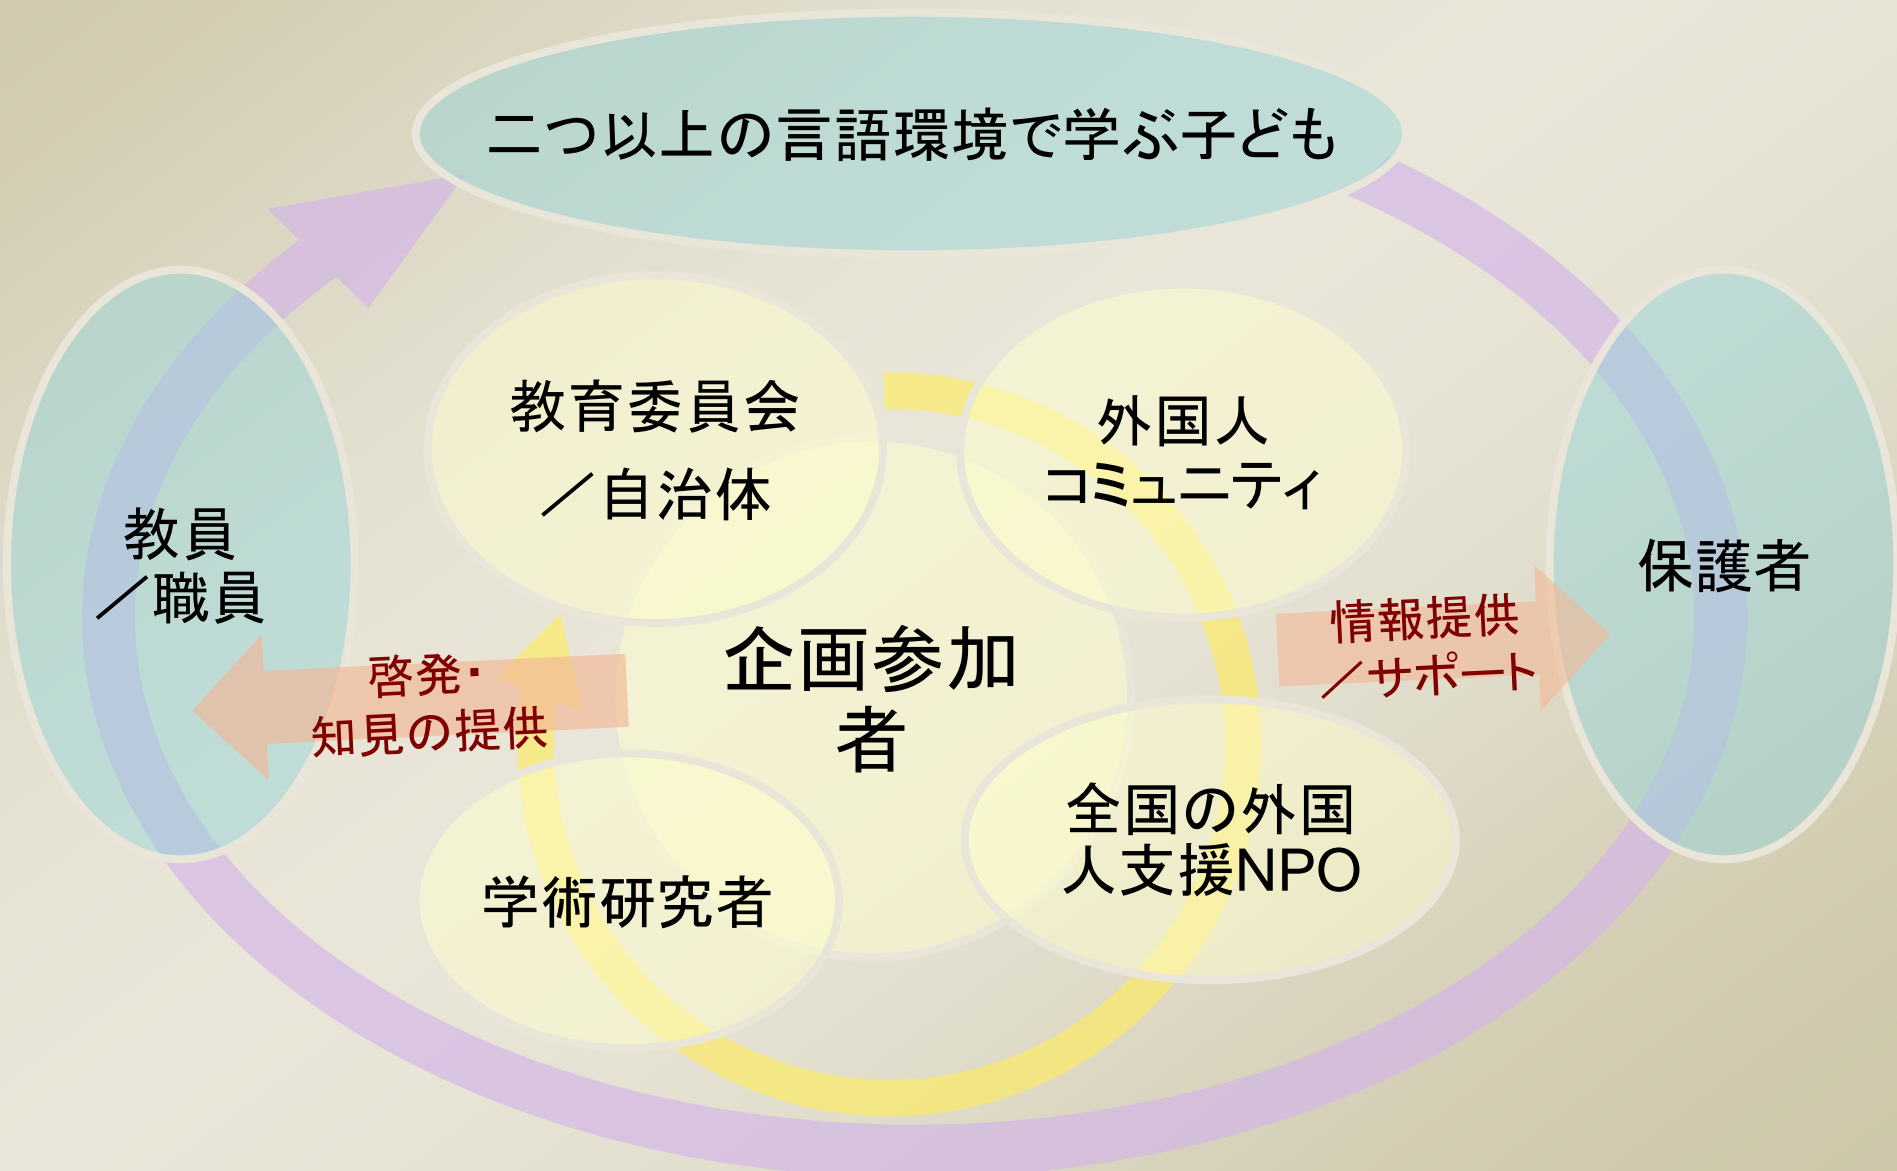 二つ以上の言語環境で学ぶ子ども
教育委員会
／自治体
外国人
コミュニティ
教員
／職員
保護者
企画参加
者
啓発・
知見の提供
情報提供
／サポート
学術研究者
全国の外国
人支援NPO